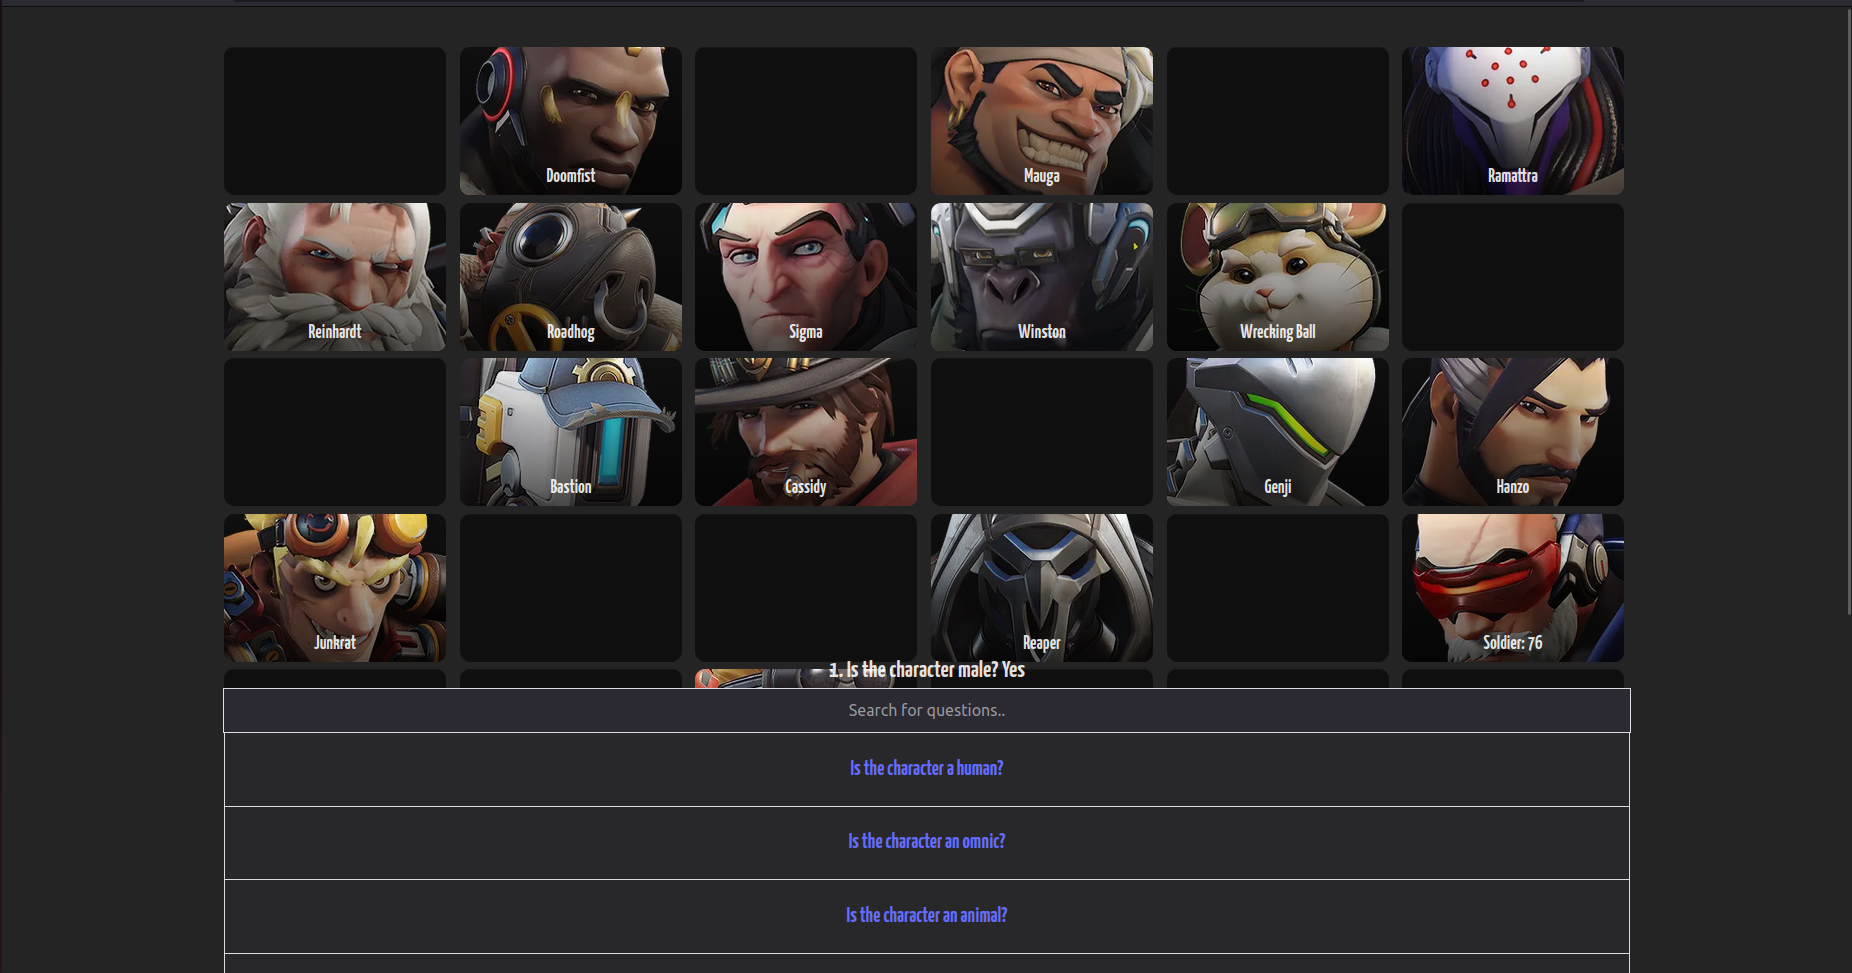 Doomfist
Mauga
Ramattra
Reinhardt
Roadhog
Sigma
Winston
Wrecking Ball
Bastion
Cassidy
Genji
Hanzo
Junkrat
Reaper
Soldier: 76
1. Is the character male? Yes
Search for questions..
Is the character a human?
Is the character an omnic?
Is the character an animal?